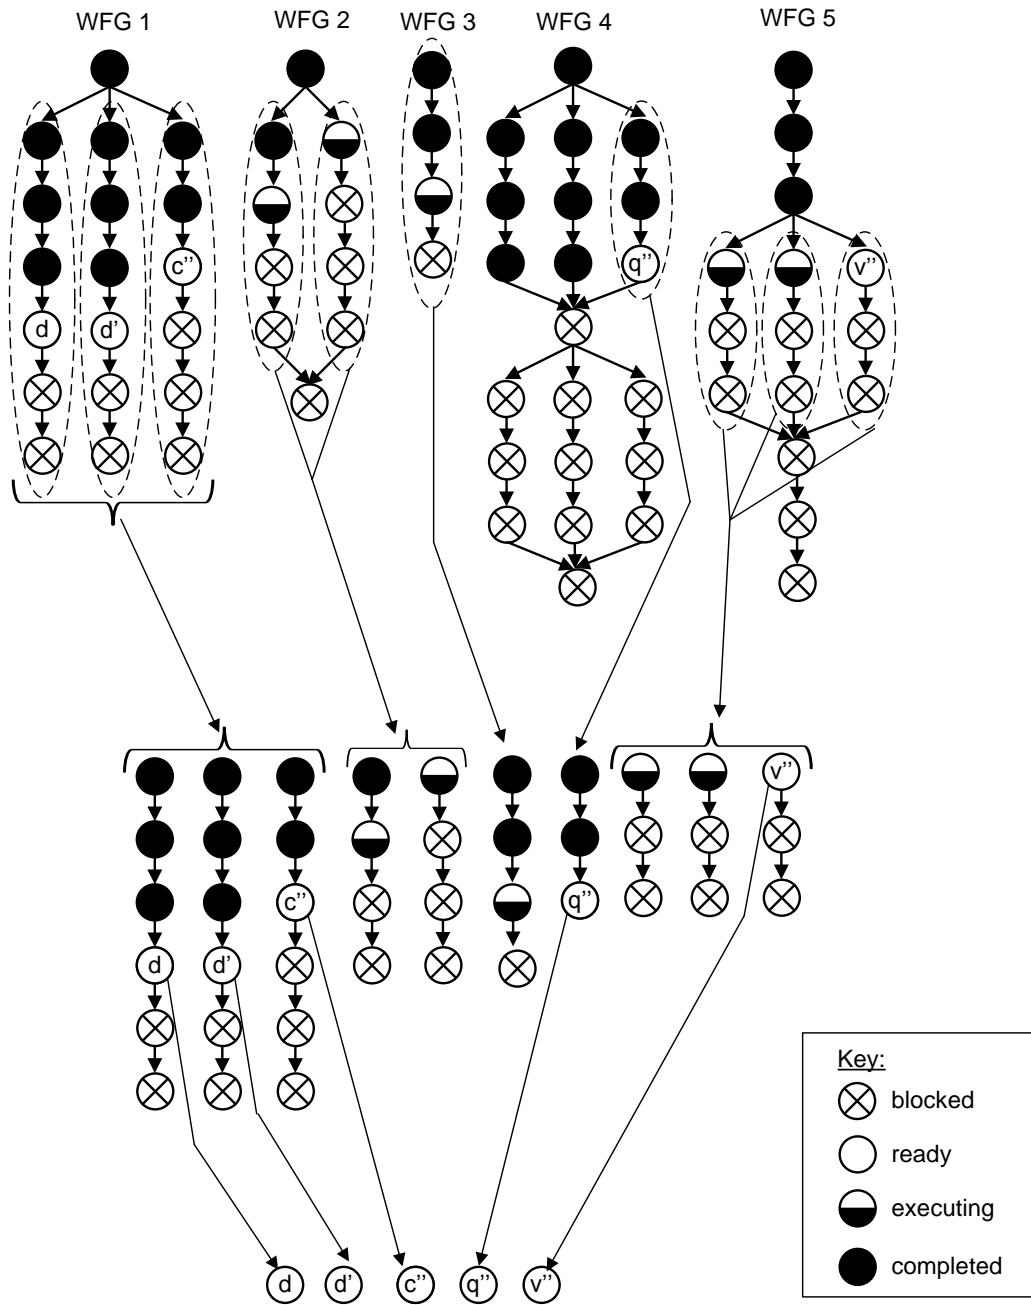 WFG 1 WFG 2 WFG 3 WFG 4 WFG 5
c'' q'' v''
d d'
v''
c'' q''
d d'
Key:
blocked
ready
executing
completed
d d' c'' q'' v''